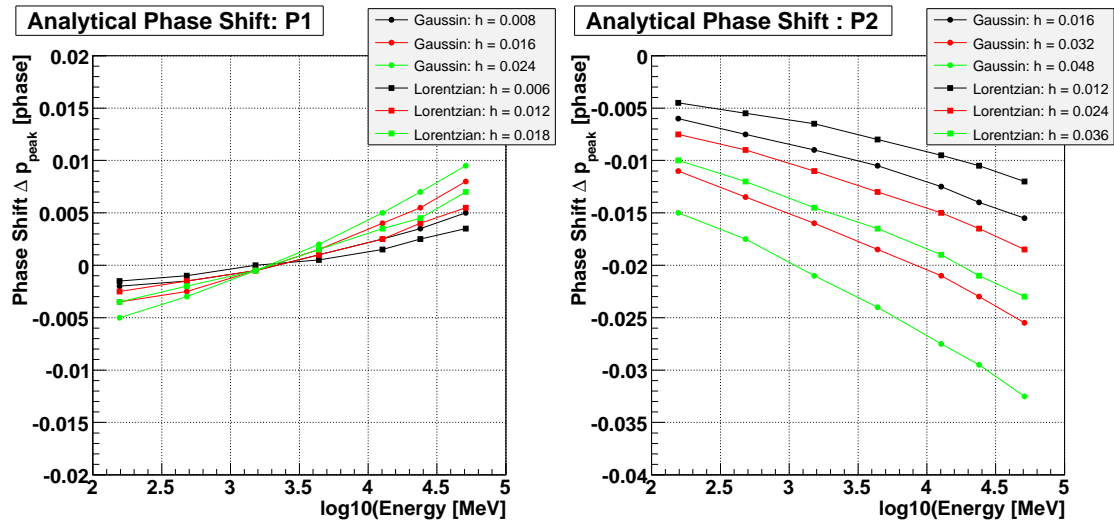 Analytical Phase Shift: P1
Gaussin: h = 0.008
Gaussin: h = 0.016
Gaussin: h = 0.024
Lorentzian: h = 0.006
Lorentzian: h = 0.012
Lorentzian: h = 0.018
Phase Shift Δ p_peak [phase]
0.02
0.015
0.01
0.005
0
-0.005
-0.01
-0.015
-0.02
2 2.5 3 3.5 4 4.5 5
log10(Energy [MeV]
Analytical Phase Shift : P2
Gaussin: h = 0.016
Gaussin: h = 0.032
Gaussin: h = 0.048
Lorentzian: h = 0.012
Lorentzian: h = 0.024
Lorentzian: h = 0.036
Phase Shift Δ p_peak [phase]
0
-0.005
-0.01
-0.015
-0.02
-0.025
-0.03
-0.035
-0.04
2 2.5 3 3.5 4 4.5 5
log10(Energy [MeV]